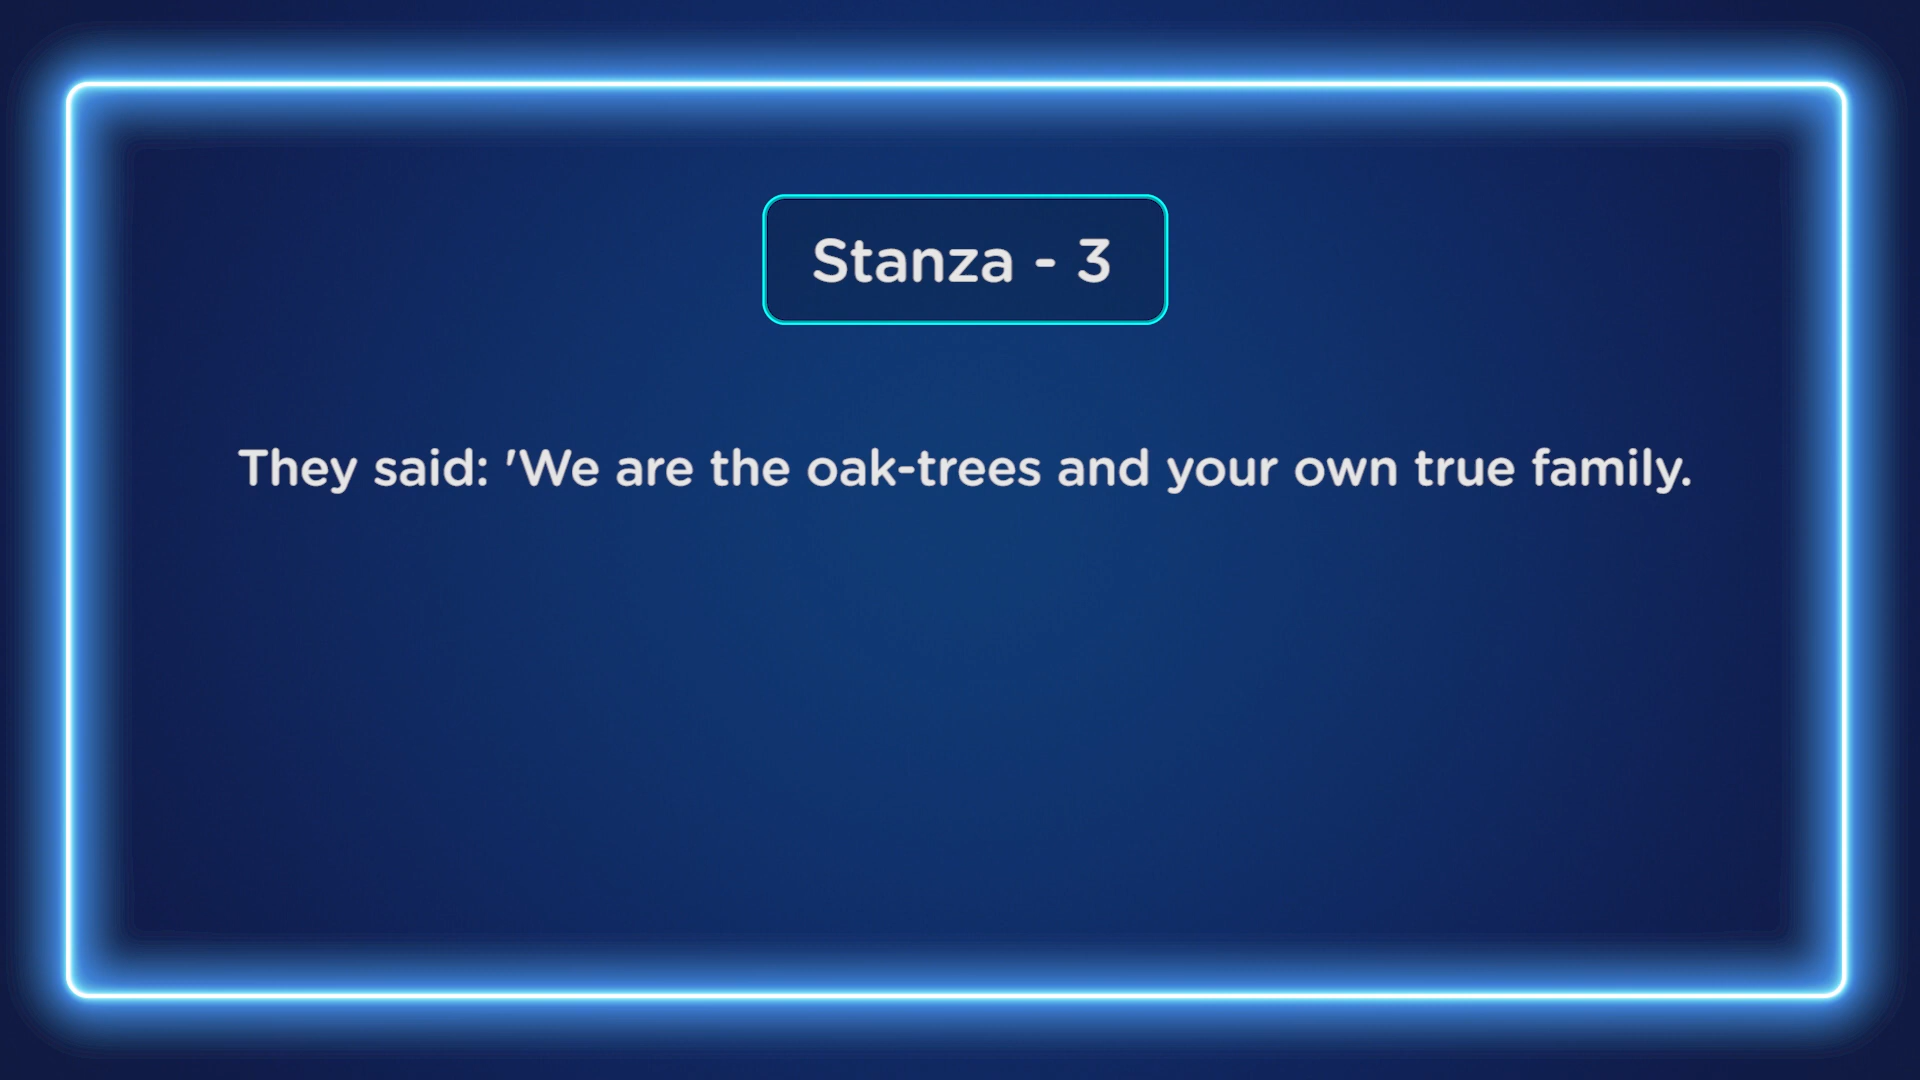 Stanza - 3
They said: 'We are the oak-trees and your own true family.